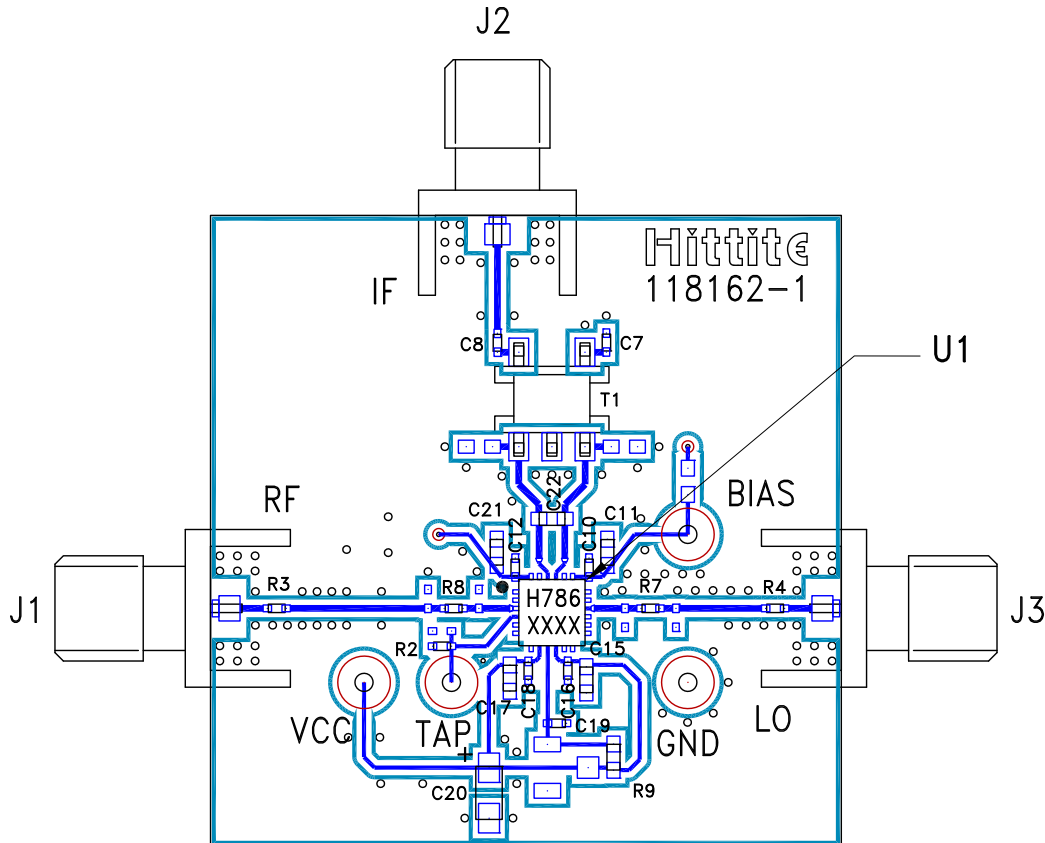 J2
Hittite
118162-1
IF
C8
C7
U1
T1
RF
BIAS
C21
C12
C22
C10
C11
J1
R3
R8
H786
XXXX
R7
R4
J3
R2
C15
C17
C18
C16
C19
VCC
TAP
+
GND
LO
C20
R9